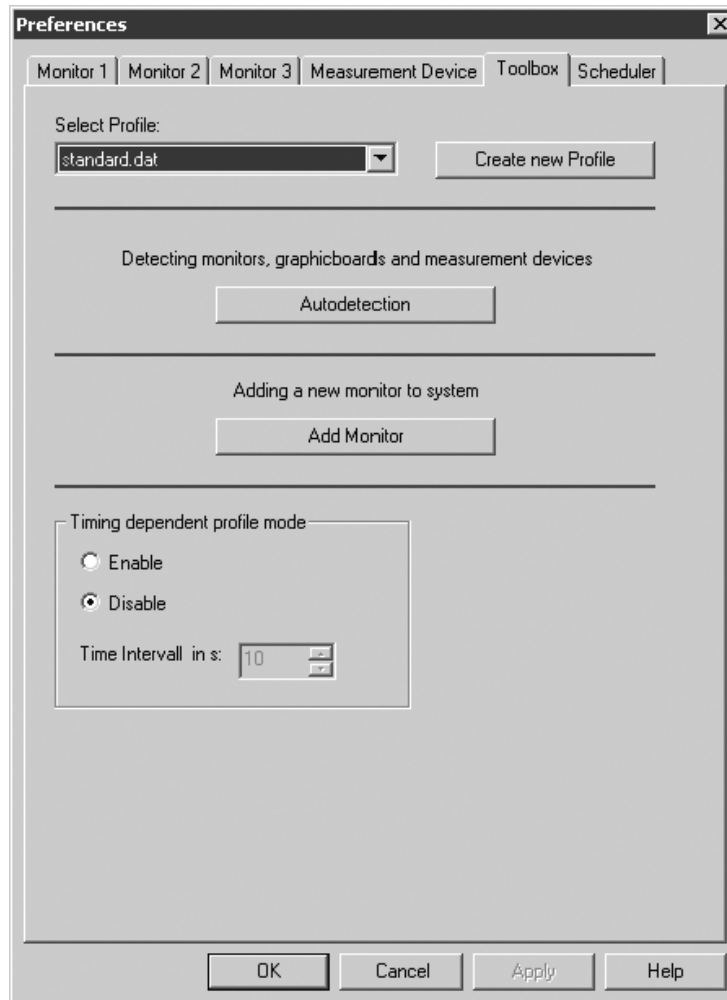 Preferences
Monitor 1 Monitor 2 Monitor 3 Measurement Device Toolbox Scheduler
Select Profile:
standard.dat Create new Profile
Detecting monitors, graphicboards and measurement devices
Autodetection
Adding a new monitor to system
Add Monitor
Timing dependent profile mode
Enable
Disable
Time Intervall in s: 10
OK Cancel Apply Help